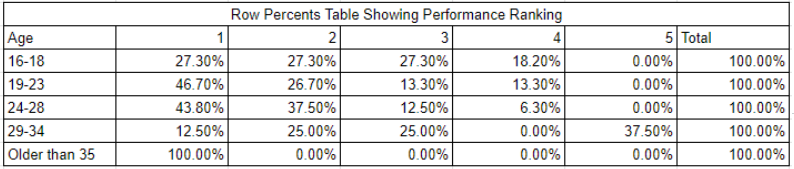 Row Percents Table Showing Performance Ranking
Age 1 2 3 4 5 Total
16-18 27.30% 27.30% 27.30% 18.20% 0.00% 100.00%
19-23 46.70% 26.70% 13.30% 13.30% 0.00% 100.00%
24-28 43.80% 37.50% 12.50% 6.30% 0.00% 100.00%
29-34 12.50% 25.00% 25.00% 0.00% 37.50% 100.00%
Older than 35 100.00% 0.00% 0.00% 0.00% 0.00% 100.00%